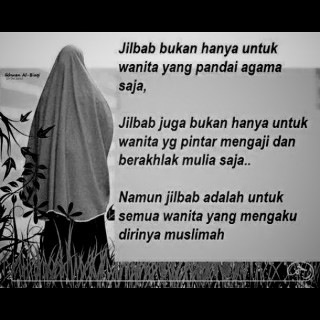 Jilbab bukan hanya untuk
wanita yang pandai agama
saja,
Jilbab juga bukan hanya untuk
wanita yg pintar mengaji dan
berakhlak mulia saja..
Namun jilbab adalah untuk
semua wanita yang mengaku
dirinya muslimah